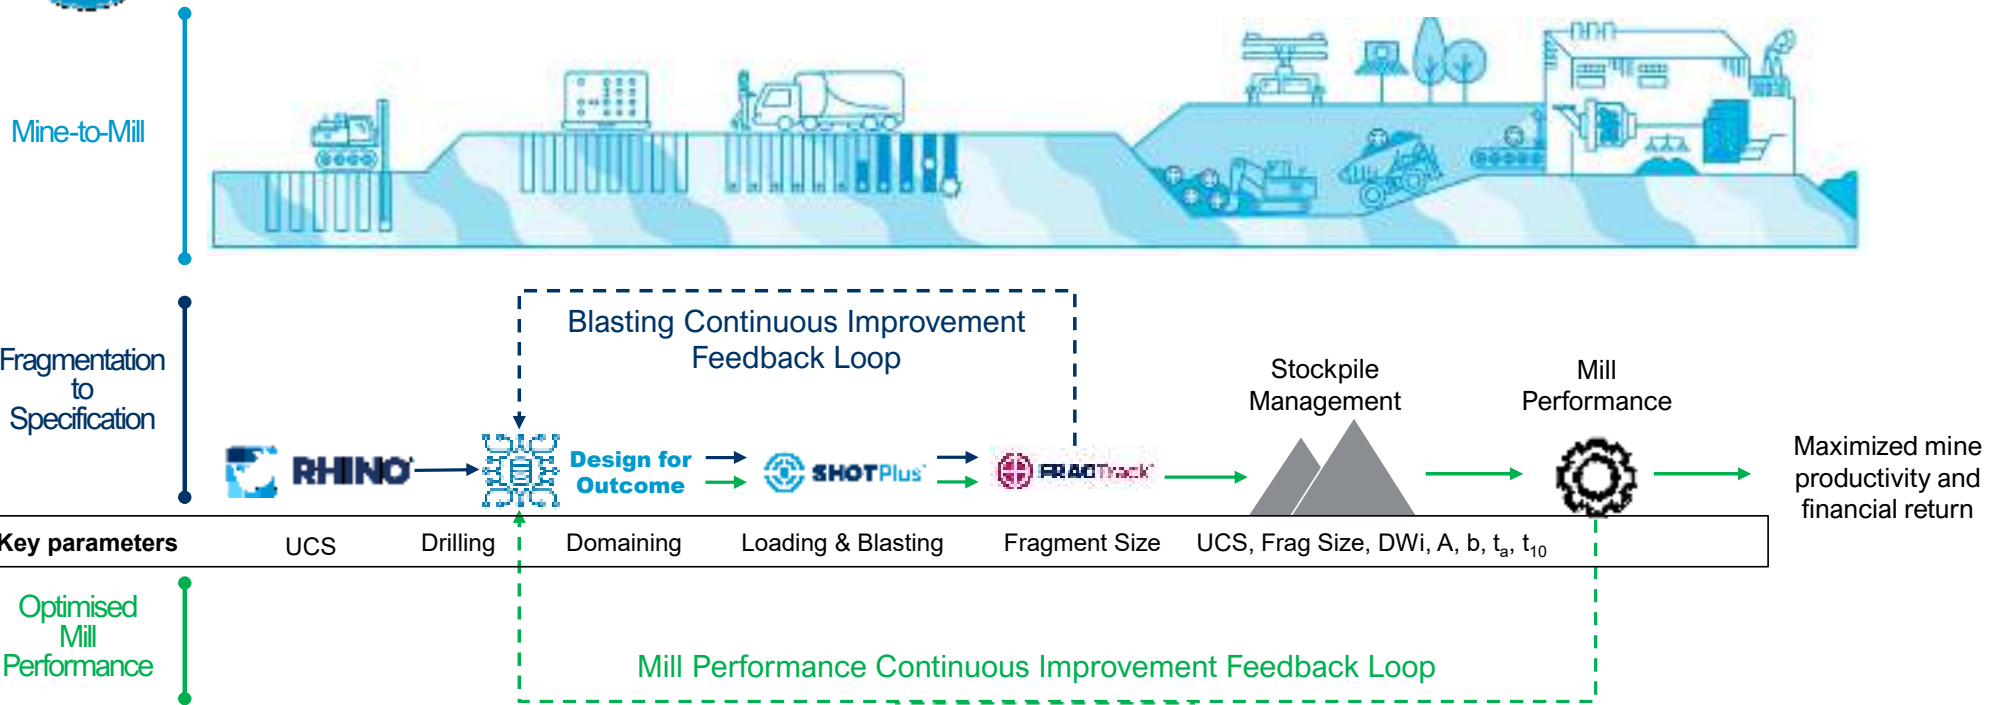 Mine-to-Mill
Fragmentation
to
Specification
Blasting Continuous Improvement
Feedback Loop
Stockpile
Management
Mill
Performance
RHINO
Design for
Outcome
SHOTPlus
FRAGTrack
Maximized mine
productivity and
financial return
Key parameters
UCS
Drilling
Domaining
Loading & Blasting
Fragment Size
UCS, Frag Size, DWi, A, b, tₐ, t₁₀
Optimised
Mill
Performance
Mill Performance Continuous Improvement Feedback Loop